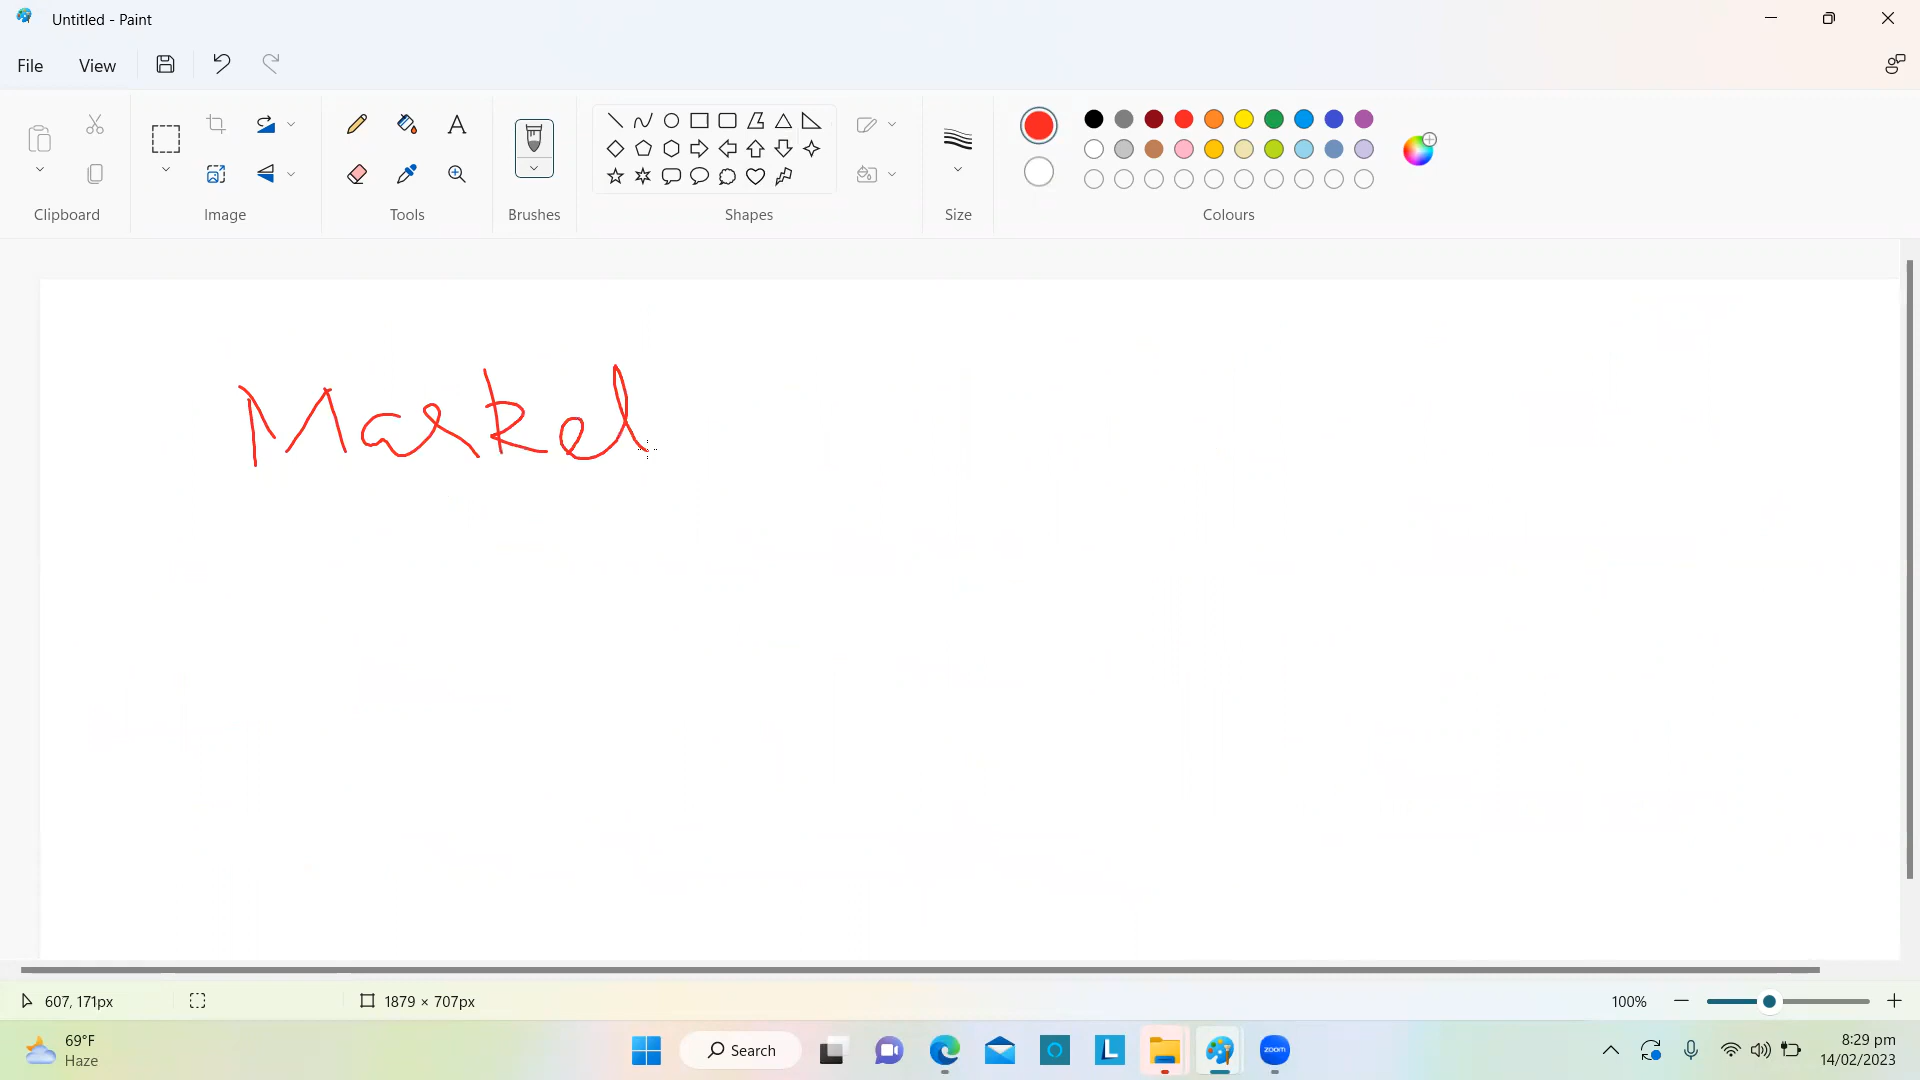 Untitled - Paint
File View
Clipboard Image Tools Brushes Shapes Size Colours
Markel
607, 171px 1879 × 707px 100%
69°F
Haze
Search
zoom
8:29 pm
14/02/2023